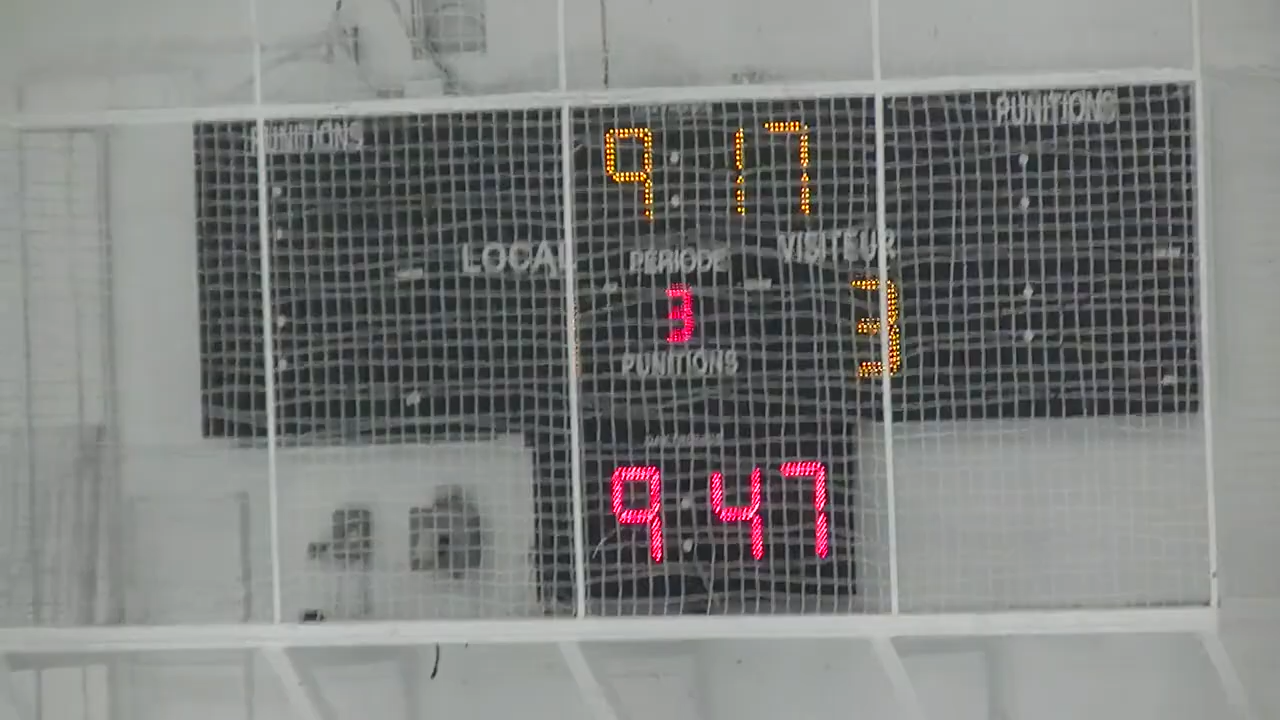 PUNITIONS
PUNITIONS
9:17
LOCAL
PERIODE
VISITEUR
3
3
PUNITIONS
9:47